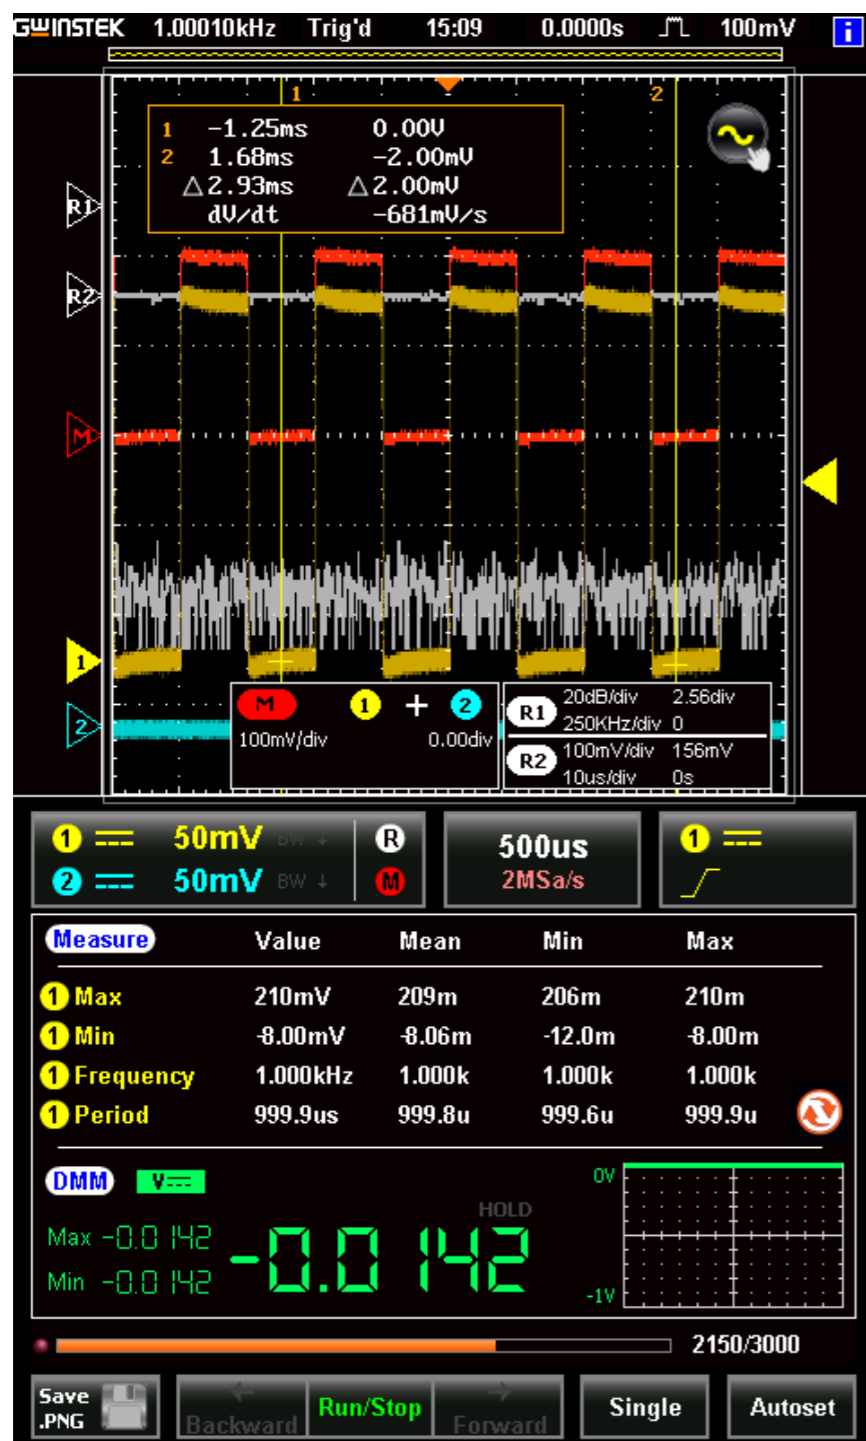 GWINSTEK 1.00010kHz Trig'd 15:09 0.0000s 100mV i
1 2
1 -1.25ms 0.00V
2 1.68ms -2.00mV
△2.93ms △2.00mV
dV/dt -681mV/s
R1
R2
M
1
2
M 1 + 2
100mV/div 0.00div
R1 20dB/div 2.56div
250KHz/div 0
R2 100mV/div 156mV
10us/div 0s
1 50mV BW ↓ R
2 50mV BW ↓ M
500us
2MSa/s
1
Measure Value Mean Min Max
1 Max 210mV 209m 206m 210m
1 Min -8.00mV -8.06m -12.0m -8.00m
1 Frequency 1.000kHz 1.000k 1.000k 1.000k
1 Period 999.9us 999.8u 999.6u 999.9u
DMM V
HOLD
Max -0.0142
Min -0.0142
-0.0142
0V
-1V
2150/3000
Save
.PNG
← Backward
Run/Stop
→ Forward
Single
Autoset